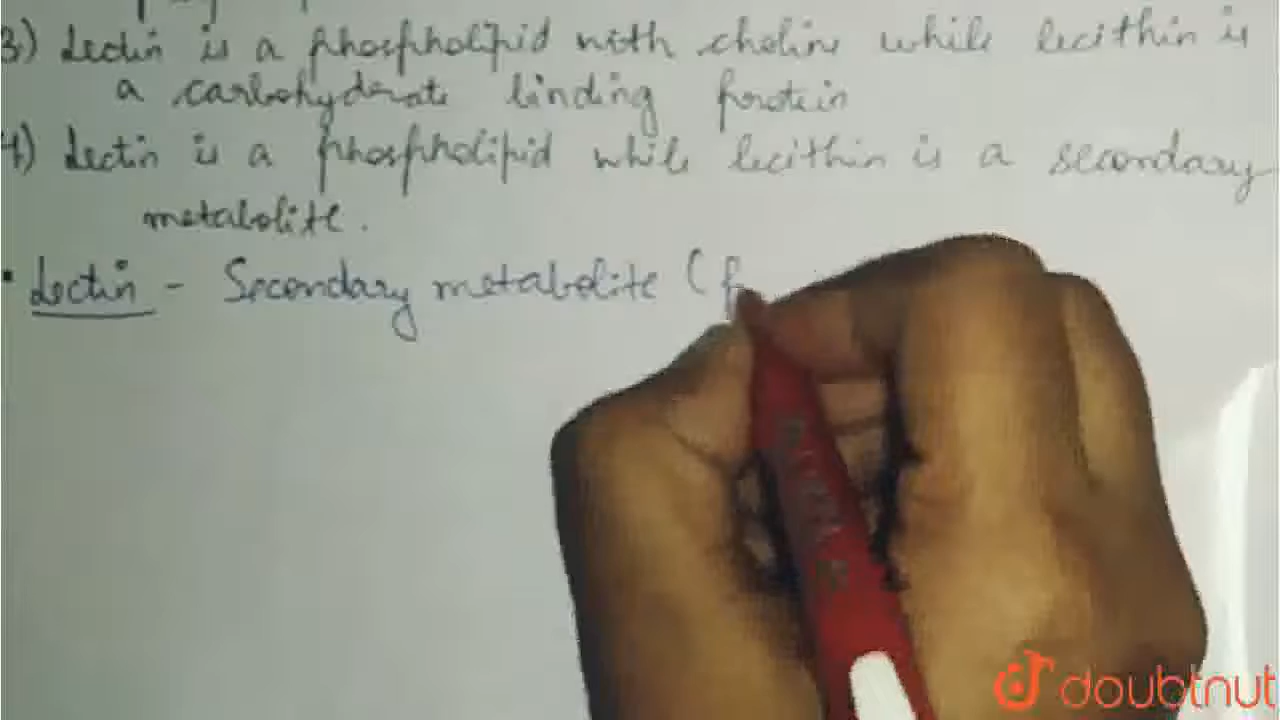 3) Lectin is a phospholipid with choline while lecithin is
a carbohydrate binding protein
4) Lectin is a phospholipid while lecithin is a secondary
metabolite.
• Lectin - Secondary metabolite (
doubtnut